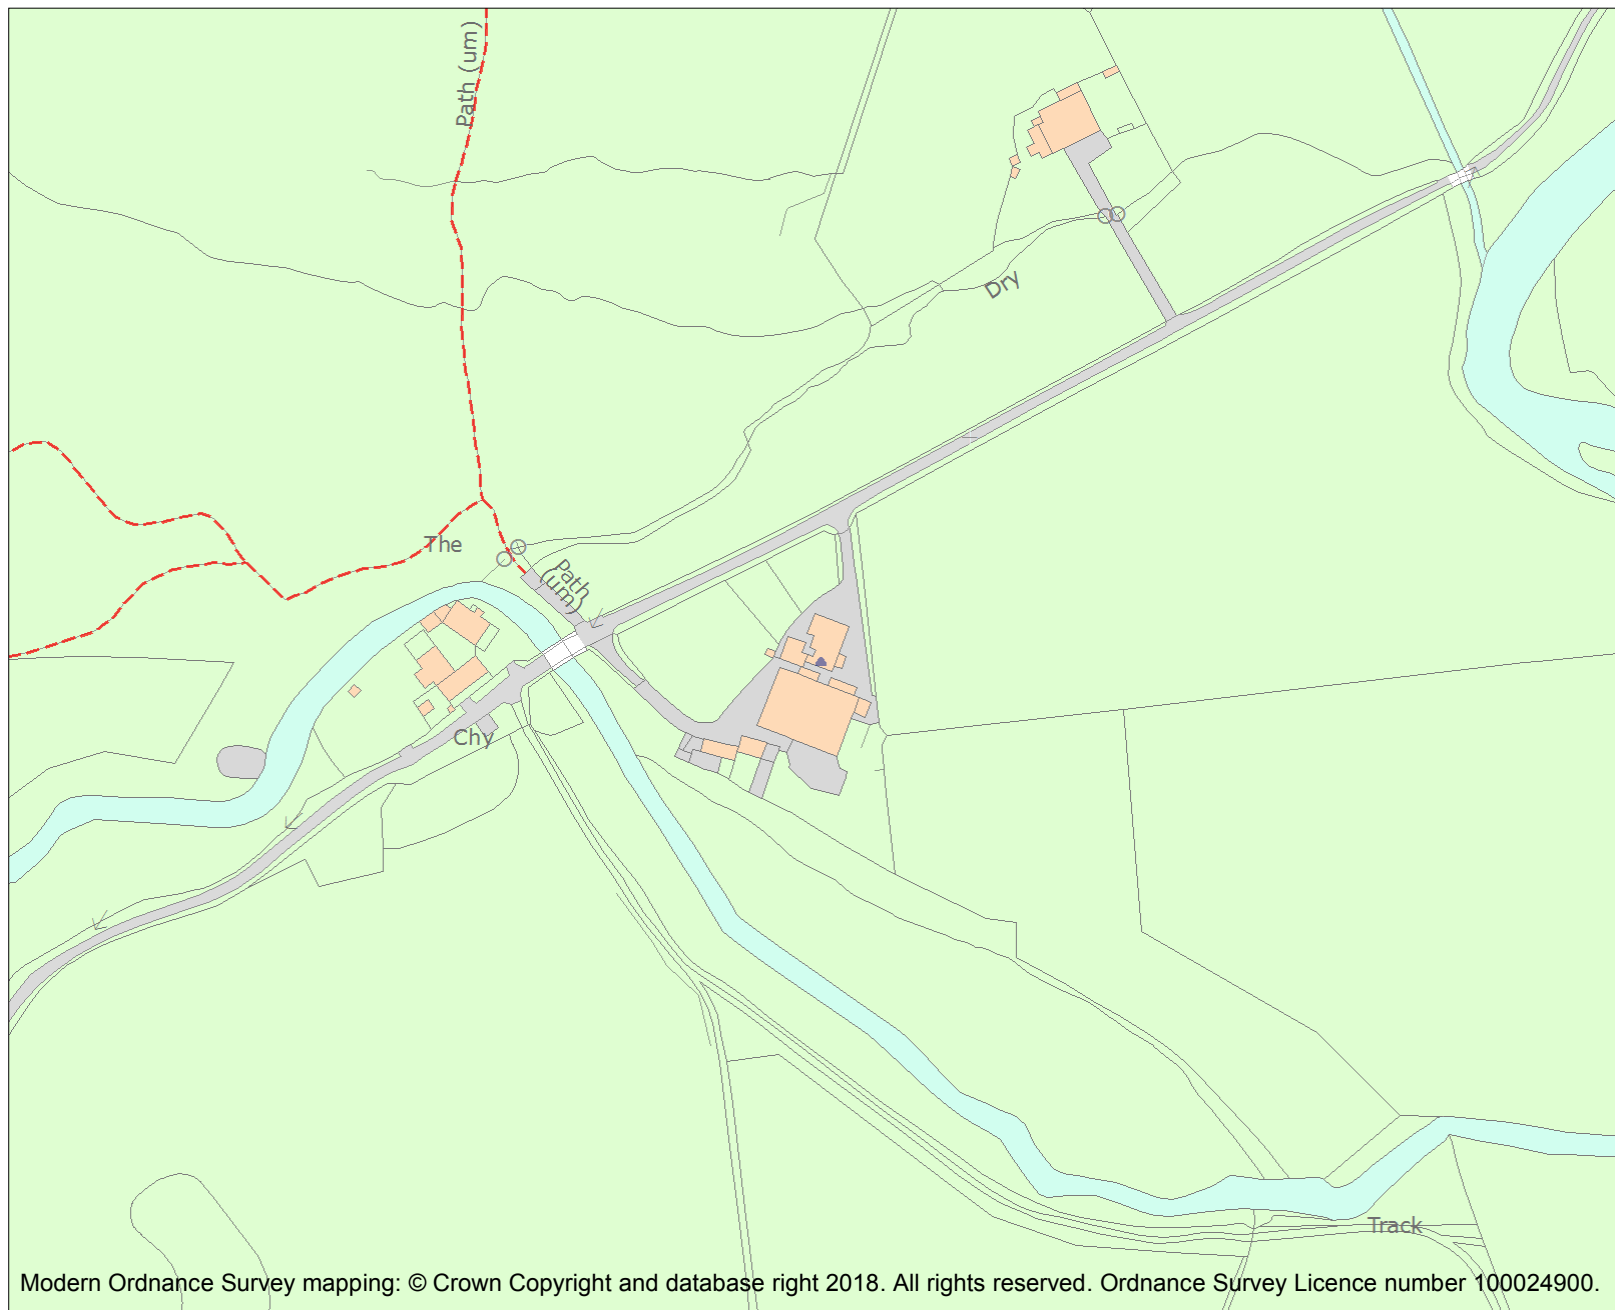 Path (um)
Dry
The
Path
(um)
Chy
Track
Modern Ordnance Survey mapping: © Crown Copyright and database right 2018. All rights reserved. Ordnance Survey Licence number 100024900.